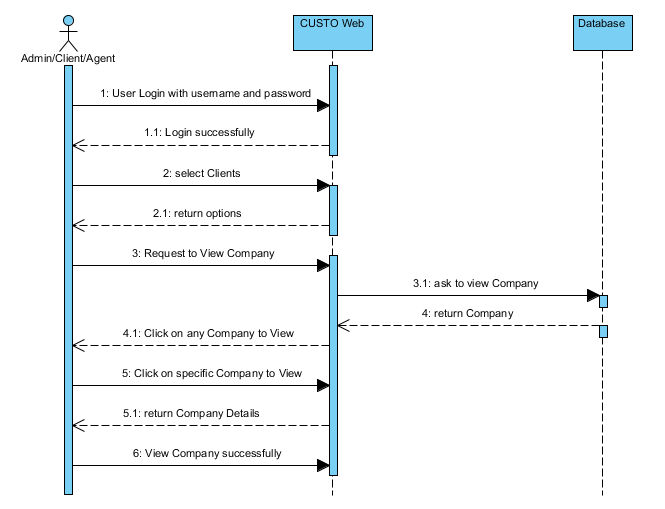 CUSTO Web
Database
Admin/Client/Agent
1: User Login with username and password
1.1: Login successfully
2: select Clients
2.1: return options
3: Request to View Company
3.1: ask to view Company
4: return Company
4.1: Click on any Company to View
5: Click on specific Company to View
5.1: return Company Details
6: View Company successfully